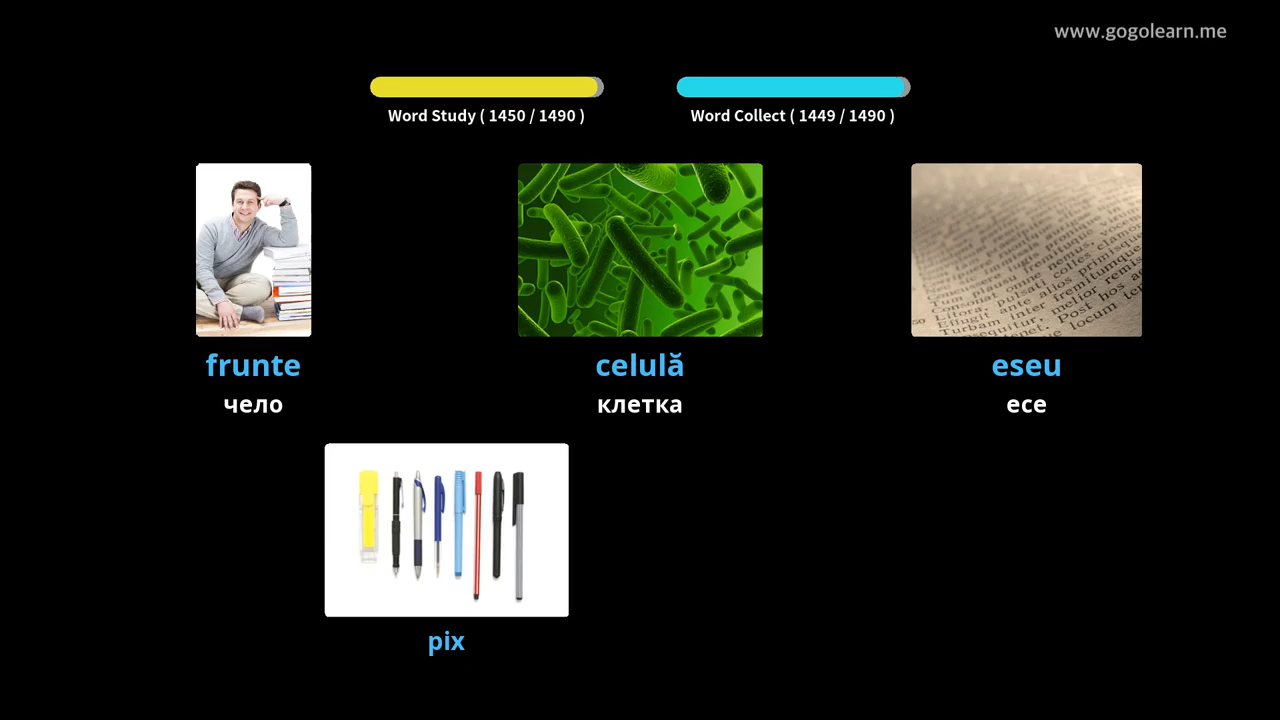 www.gogolearn.me
Word Study ( 1450 / 1490 )
Word Collect ( 1449 / 1490 )
frunte
чело
celulă
клетка
eseu
есе
pix